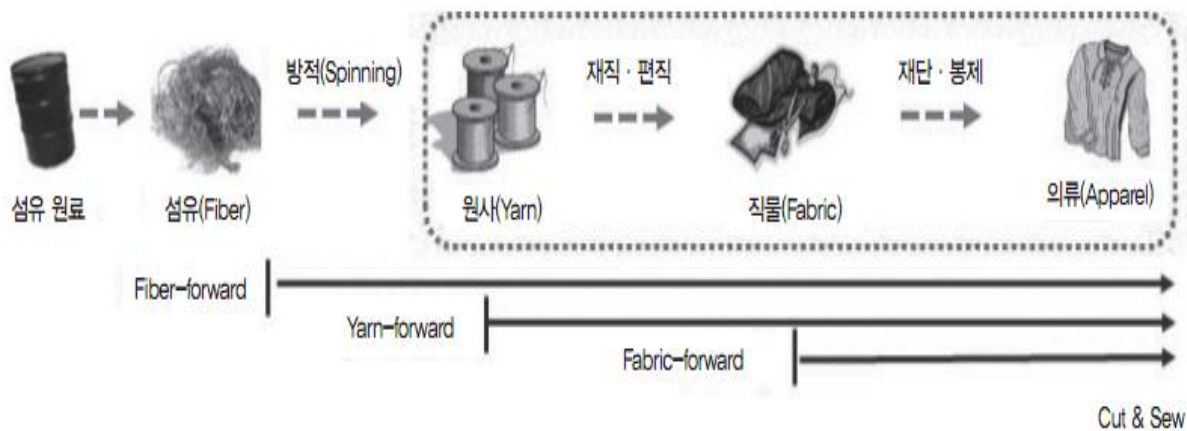 방적(Spinning)
재직 · 편직
재단 · 봉제
섬유 원료
섬유(Fiber)
원사(Yarn)
직물(Fabric)
의류(Apparel)
Fiber-forward
Yarn-forward
Fabric-forward
Cut & Sew